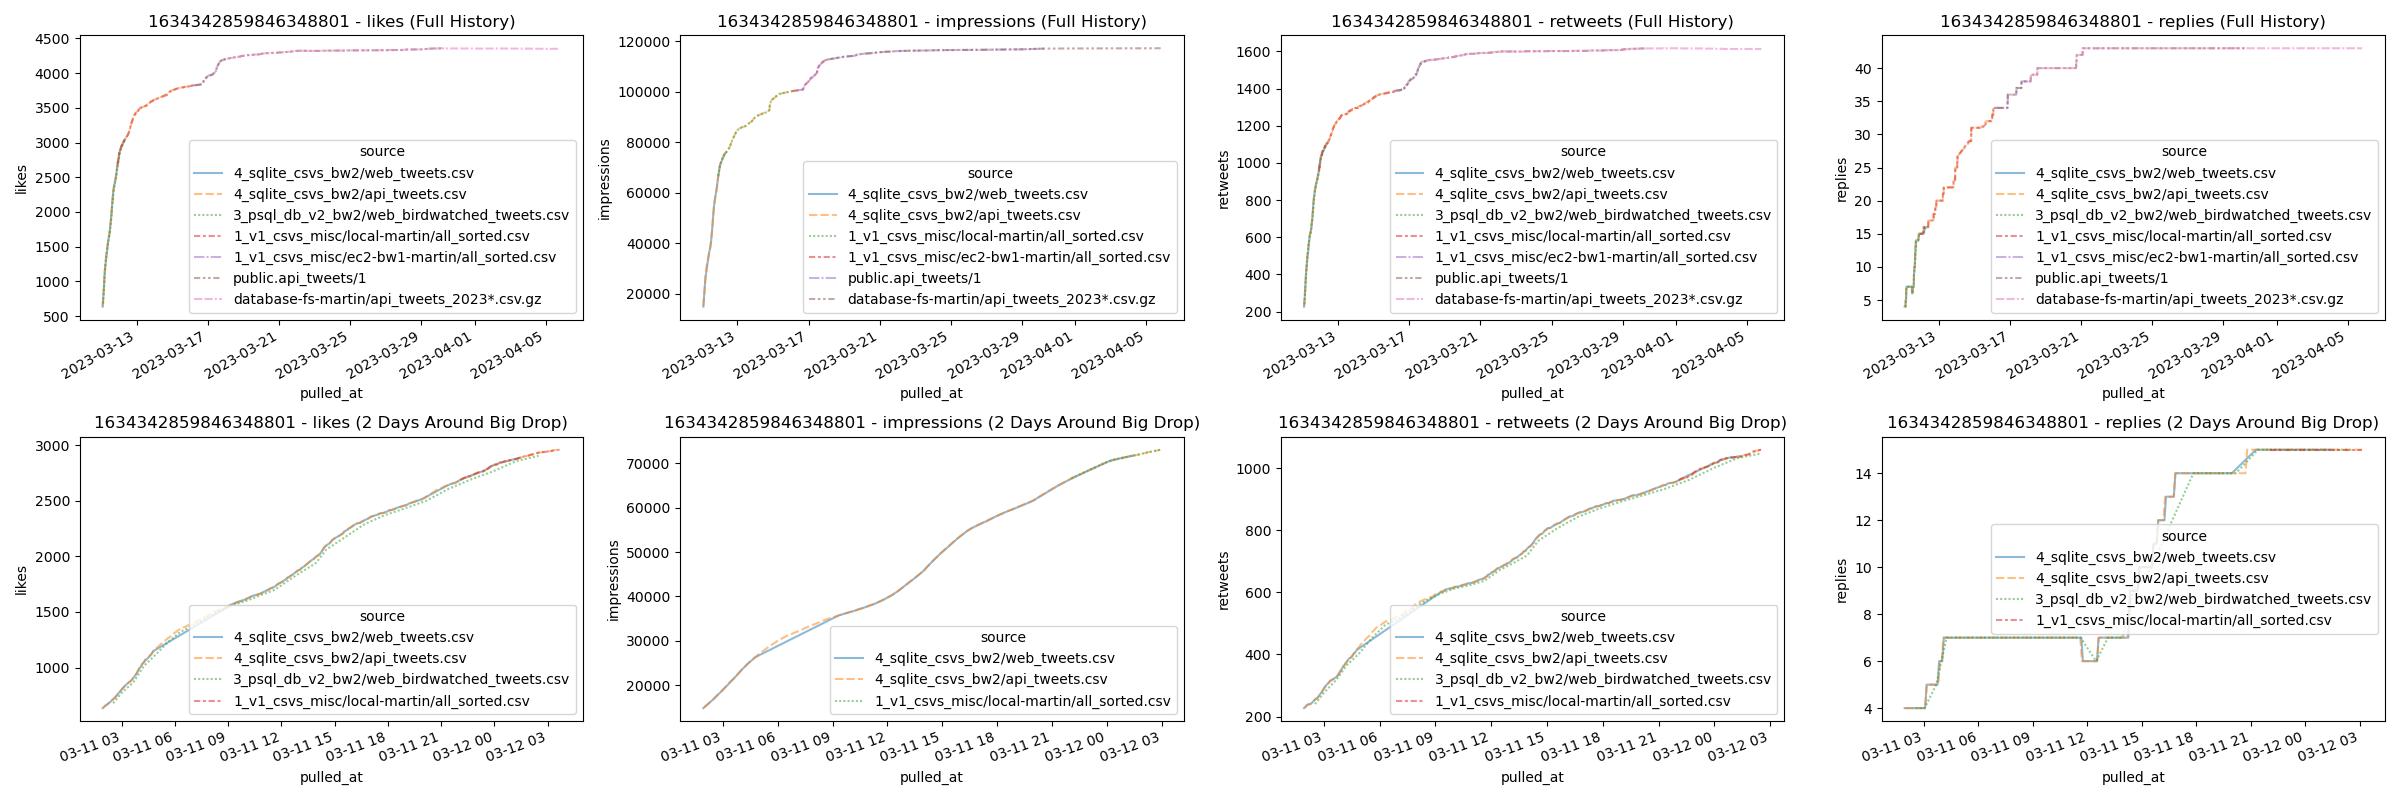 1634342859846348801 - likes (Full History)
likes
4500
4000
3500
3000
2500
2000
1500
1000
500
source
4_sqlite_csvs_bw2/web_tweets.csv
4_sqlite_csvs_bw2/api_tweets.csv
3_psql_db_v2_bw2/web_birdwatched_tweets.csv
1_v1_csvs_misc/local-martin/all_sorted.csv
1_v1_csvs_misc/ec2-bw1-martin/all_sorted.csv
public.api_tweets/1
database-fs-martin/api_tweets_2023*.csv.gz
2023-03-13
2023-03-17
2023-03-21
2023-03-25
2023-03-29
2023-04-01
2023-04-05
pulled_at
1634342859846348801 - impressions (Full History)
impressions
120000
100000
80000
60000
40000
20000
source
4_sqlite_csvs_bw2/web_tweets.csv
4_sqlite_csvs_bw2/api_tweets.csv
1_v1_csvs_misc/local-martin/all_sorted.csv
1_v1_csvs_misc/ec2-bw1-martin/all_sorted.csv
public.api_tweets/1
database-fs-martin/api_tweets_2023*.csv.gz
2023-03-13
2023-03-17
2023-03-21
2023-03-25
2023-03-29
2023-04-01
2023-04-05
pulled_at
1634342859846348801 - retweets (Full History)
retweets
1600
1400
1200
1000
800
600
400
200
source
4_sqlite_csvs_bw2/web_tweets.csv
4_sqlite_csvs_bw2/api_tweets.csv
3_psql_db_v2_bw2/web_birdwatched_tweets.csv
1_v1_csvs_misc/local-martin/all_sorted.csv
1_v1_csvs_misc/ec2-bw1-martin/all_sorted.csv
public.api_tweets/1
database-fs-martin/api_tweets_2023*.csv.gz
2023-03-13
2023-03-17
2023-03-21
2023-03-25
2023-03-29
2023-04-01
2023-04-05
pulled_at
1634342859846348801 - replies (Full History)
replies
40
35
30
25
20
15
10
5
source
4_sqlite_csvs_bw2/web_tweets.csv
4_sqlite_csvs_bw2/api_tweets.csv
3_psql_db_v2_bw2/web_birdwatched_tweets.csv
1_v1_csvs_misc/local-martin/all_sorted.csv
1_v1_csvs_misc/ec2-bw1-martin/all_sorted.csv
public.api_tweets/1
database-fs-martin/api_tweets_2023*.csv.gz
2023-03-13
2023-03-17
2023-03-21
2023-03-25
2023-03-29
2023-04-01
2023-04-05
pulled_at
1634342859846348801 - likes (2 Days Around Big Drop)
likes
3000
2500
2000
1500
1000
source
4_sqlite_csvs_bw2/web_tweets.csv
4_sqlite_csvs_bw2/api_tweets.csv
3_psql_db_v2_bw2/web_birdwatched_tweets.csv
1_v1_csvs_misc/local-martin/all_sorted.csv
03-11 03
03-11 06
03-11 09
03-11 12
03-11 15
03-11 18
03-11 21
03-12 00
03-12 03
pulled_at
1634342859846348801 - impressions (2 Days Around Big Drop)
impressions
70000
60000
50000
40000
30000
20000
source
4_sqlite_csvs_bw2/web_tweets.csv
4_sqlite_csvs_bw2/api_tweets.csv
1_v1_csvs_misc/local-martin/all_sorted.csv
03-11 03
03-11 06
03-11 09
03-11 12
03-11 15
03-11 18
03-11 21
03-12 00
03-12 03
pulled_at
1634342859846348801 - retweets (2 Days Around Big Drop)
retweets
1000
800
600
400
200
source
4_sqlite_csvs_bw2/web_tweets.csv
4_sqlite_csvs_bw2/api_tweets.csv
3_psql_db_v2_bw2/web_birdwatched_tweets.csv
1_v1_csvs_misc/local-martin/all_sorted.csv
03-11 03
03-11 06
03-11 09
03-11 12
03-11 15
03-11 18
03-11 21
03-12 00
03-12 03
pulled_at
1634342859846348801 - replies (2 Days Around Big Drop)
replies
14
12
10
8
6
4
source
4_sqlite_csvs_bw2/web_tweets.csv
4_sqlite_csvs_bw2/api_tweets.csv
3_psql_db_v2_bw2/web_birdwatched_tweets.csv
1_v1_csvs_misc/local-martin/all_sorted.csv
03-11 03
03-11 06
03-11 09
03-11 12
03-11 15
03-11 18
03-11 21
03-12 00
03-12 03
pulled_at